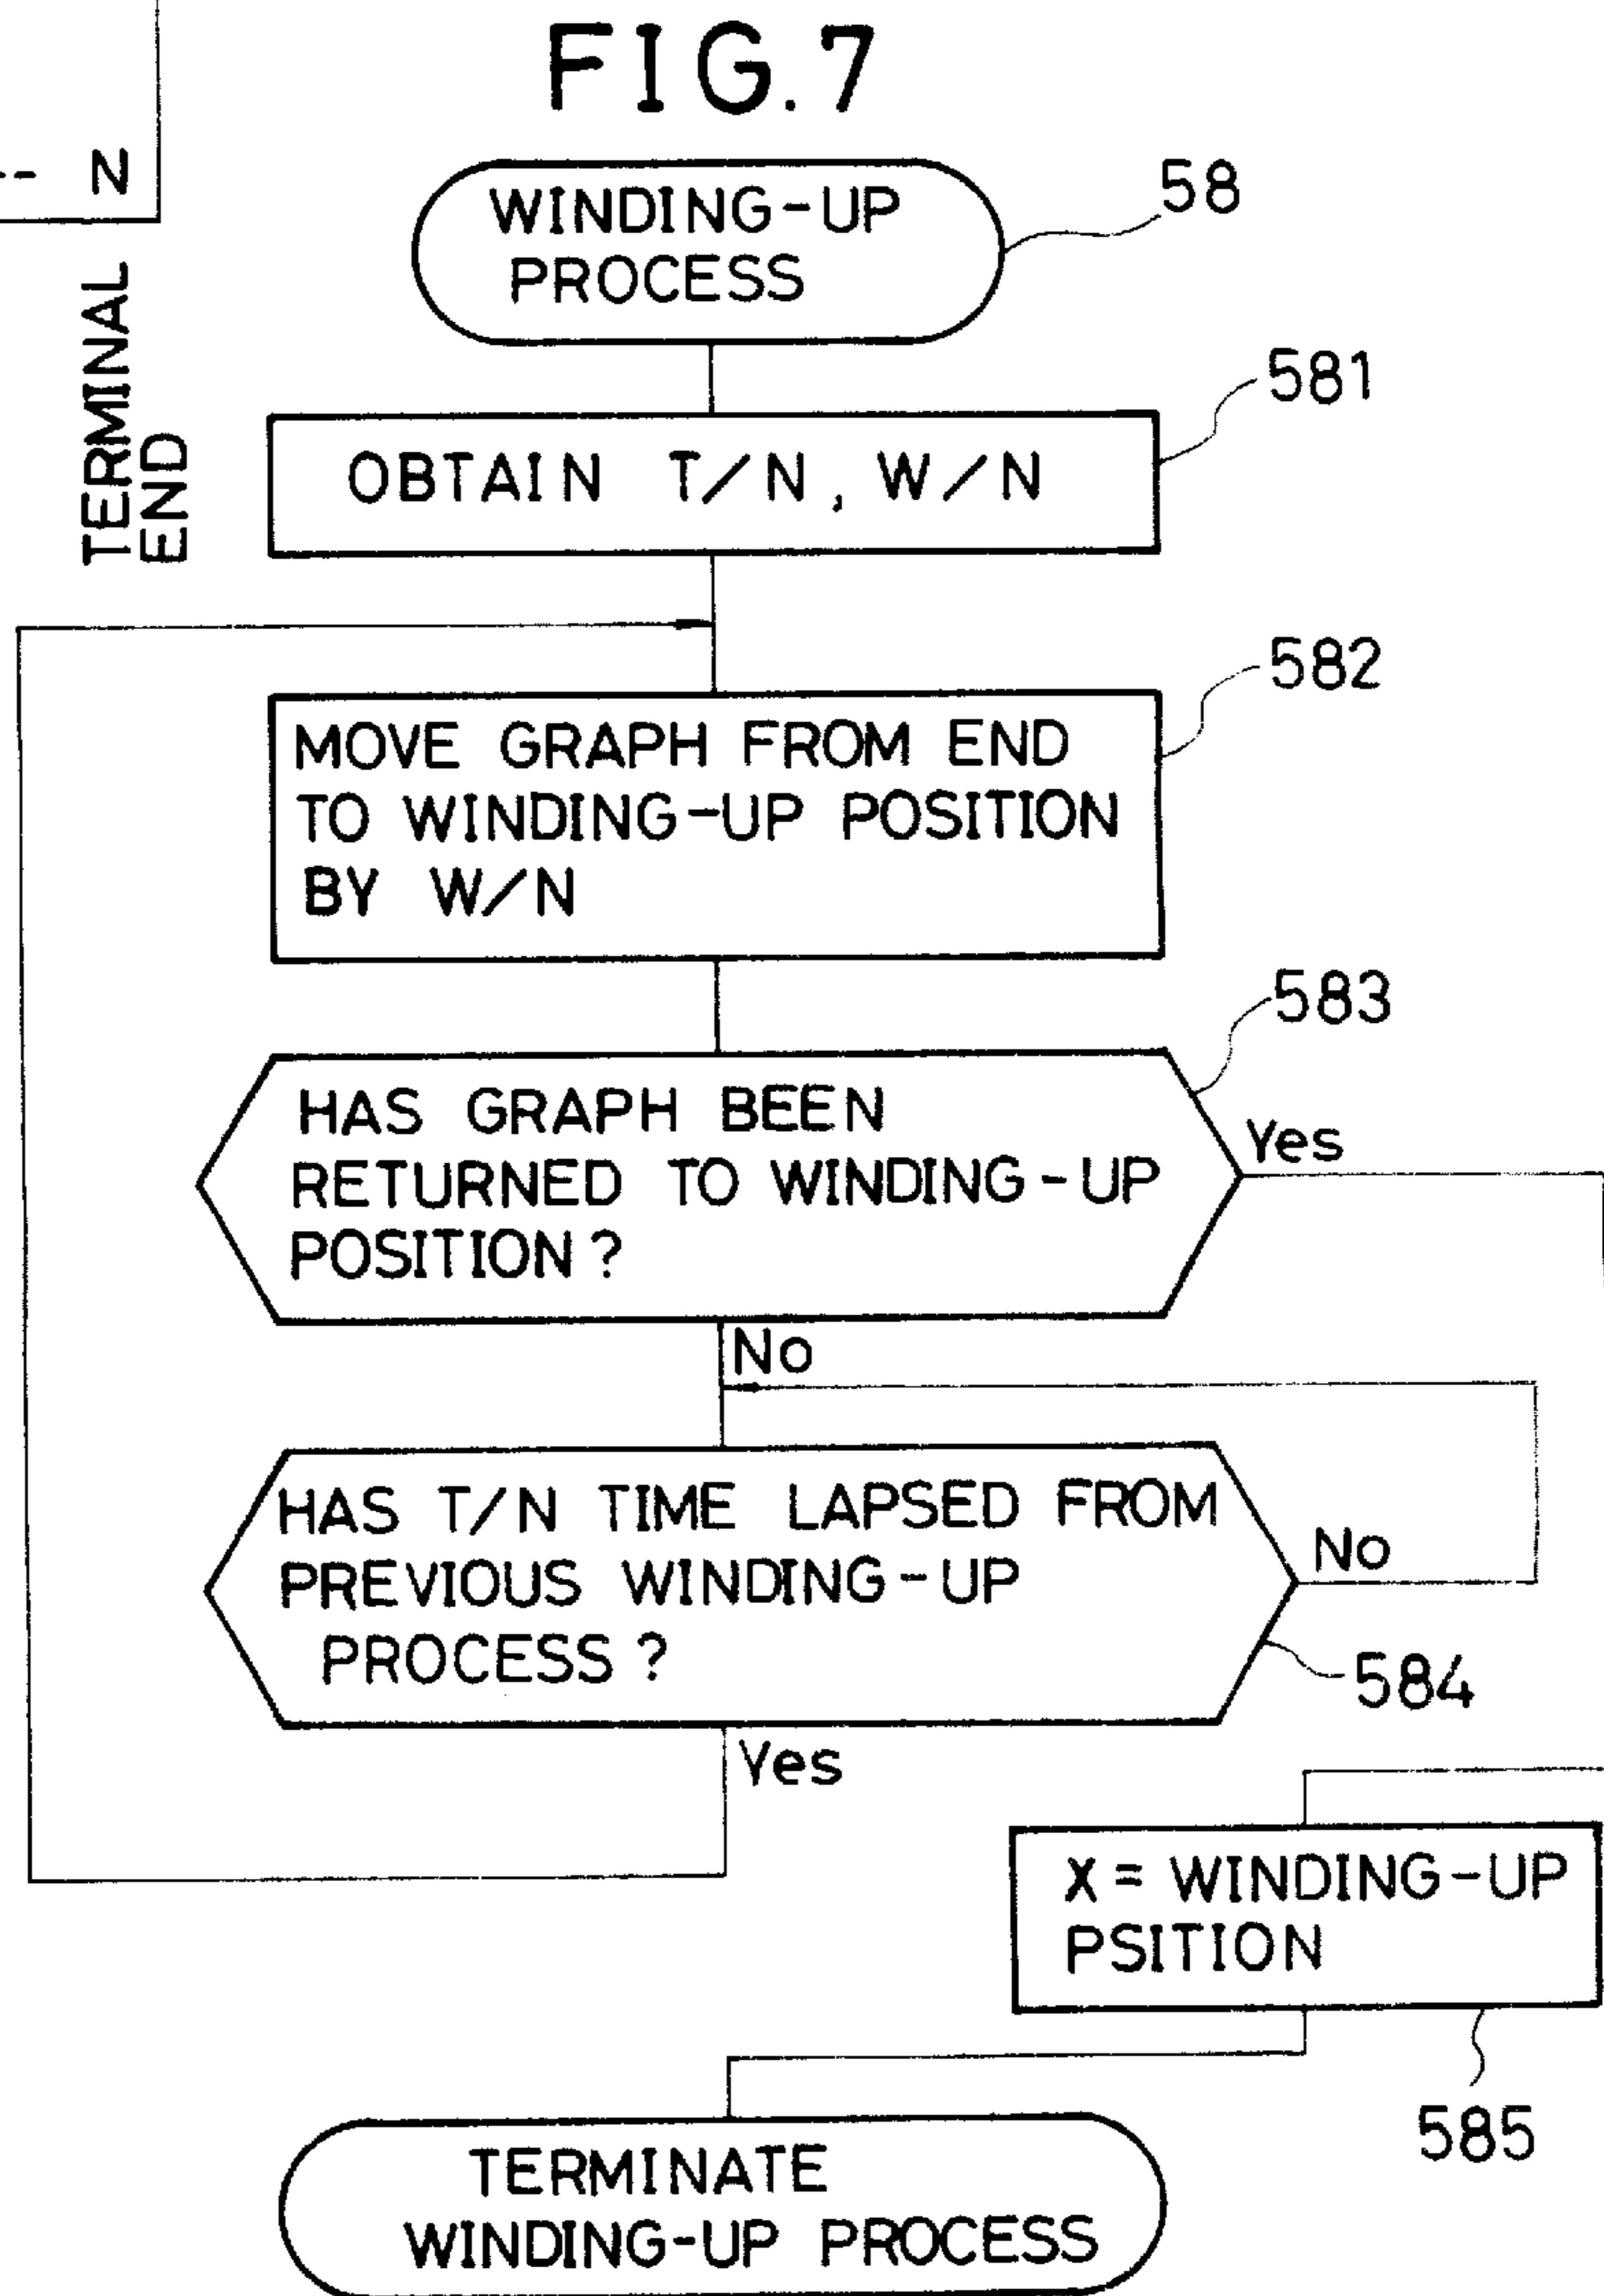 FIG.7
N
TERMINAL
END
WINDING-UP
PROCESS
58
OBTAIN T/N, W/N
581
MOVE GRAPH FROM END
TO WINDING-UP POSITION
BY W/N
582
HAS GRAPH BEEN
RETURNED TO WINDING-UP
POSITION?
583
Yes
No
HAS T/N TIME LAPSED FROM
PREVIOUS WINDING-UP
PROCESS?
No
584
Yes
X = WINDING-UP
PSITION
585
TERMINATE
WINDING-UP PROCESS